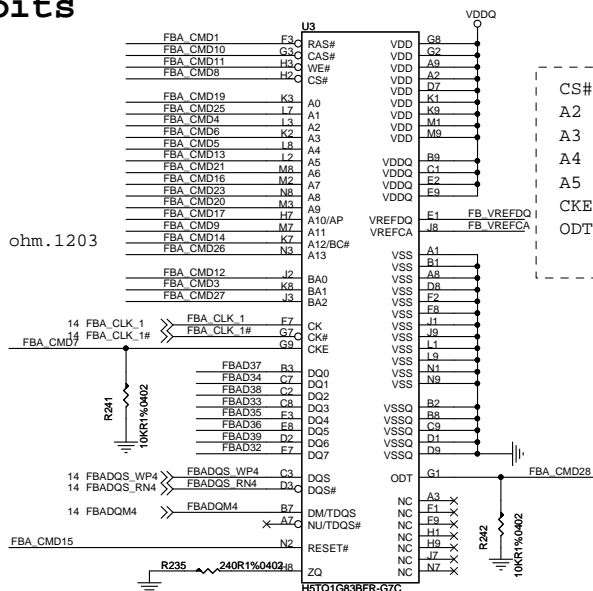 bits
U3
VDDQ
FBA_CMD1 F3 RAS# VDD G8
FBA_CMD10 G3 CAS# VDD G2
FBA_CMD11 H3 WE# VDD A9
FBA_CMD8 H2 CS# VDD A2
VDD D7
FBA_CMD19 K3 A0 VDD K1
FBA_CMD25 L7 A1 VDD K9
FBA_CMD4 L3 A2 VDD M1
FBA_CMD6 K2 A3 VDD M9
FBA_CMD5 L8 A4
FBA_CMD13 L2 A5 VDDQ B9
FBA_CMD21 M8 A6 VDDQ C1
FBA_CMD16 M2 A7 VDDQ E2
FBA_CMD23 N8 A8 VDDQ E9
FBA_CMD20 M3 A9
FBA_CMD17 H7 A10/AP VREFDQ E1 FB_VREFDQ
FBA_CMD9 M7 A11 VREFCA J8 FB_VREFCA
FBA_CMD14 K7 A12/BC#
FBA_CMD26 N3 A13 VSS A1
VSS B1
FBA_CMD12 J2 BA0 VSS A8
FBA_CMD3 K8 BA1 VSS D8
FBA_CMD27 J3 BA2 VSS F2
VSS F8
14 FBA_CLK_1 FBA_CLK_1 F7 CK VSS J1
14 FBA_CLK_1# FBA_CLK_1# G7 CK# VSS J9
FBA_CMD7 G9 CKE VSS L1
VSS L9
FBAD37 B3 DQ0 VSS N1
FBAD34 C7 DQ1 VSS N9
FBAD38 C2 DQ2
FBAD33 C8 DQ3 VSSQ B2
FBAD35 E3 DQ4 VSSQ B8
FBAD36 E8 DQ5 VSSQ C9
FBAD39 D2 DQ6 VSSQ D1
FBAD32 E7 DQ7 VSSQ D9
R241
10KR1%0402
14 FBADQS_WP4 FBADQS_WP4 C3 DQS ODT G1 FBA_CMD28
14 FBADQS_RN4 FBADQS_RN4 D3 DQS#
NC A3
14 FBADQM4 FBADQM4 B7 DM/TDQS NC F1
A7 NU/TDQS# NC F9
NC H1
FBA_CMD15 N2 RESET# NC H9
NC J7
R235 240R1%0402 H8 ZQ NC N7
R242
10KR1%0402
H5TQ1G83BFR-G7C
ohm.1203
CS#
A2
A3
A4
A5
CKE
ODT